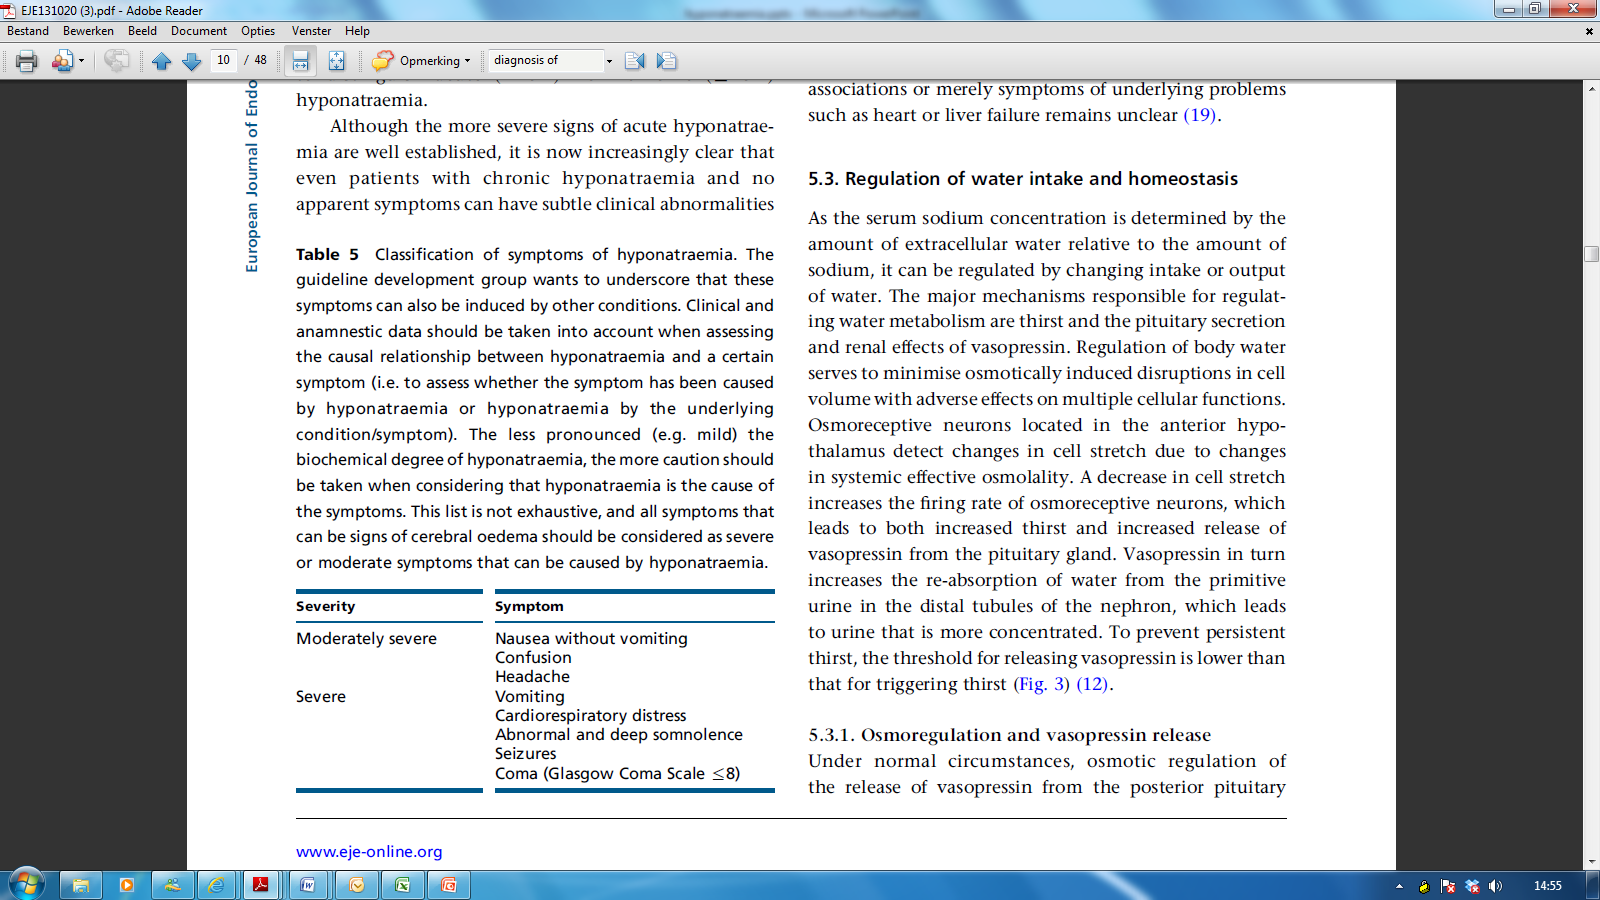 EJE131020 (3).pdf - Adobe Reader
Bestand Bewerken Beeld Document Opties Venster Help
10 / 48 Opmerking diagnosis of
European Journal of Endo
hyponatraemia.
Although the more severe signs of acute hyponatrae-
mia are well established, it is now increasingly clear that
even patients with chronic hyponatraemia and no
apparent symptoms can have subtle clinical abnormalities
Table 5 Classification of symptoms of hyponatraemia. The
guideline development group wants to underscore that these
symptoms can also be induced by other conditions. Clinical and
anamnestic data should be taken into account when assessing
the causal relationship between hyponatraemia and a certain
symptom (i.e. to assess whether the symptom has been caused
by hyponatraemia or hyponatraemia by the underlying
condition/symptom). The less pronounced (e.g. mild) the
biochemical degree of hyponatraemia, the more caution should
be taken when considering that hyponatraemia is the cause of
the symptoms. This list is not exhaustive, and all symptoms that
can be signs of cerebral oedema should be considered as severe
or moderate symptoms that can be caused by hyponatraemia.
Severity Symptom
Moderately severe Nausea without vomiting
Confusion
Headache
Severe Vomiting
Cardiorespiratory distress
Abnormal and deep somnolence
Seizures
Coma (Glasgow Coma Scale ≤8)
associations or merely symptoms of underlying problems
such as heart or liver failure remains unclear (19).
5.3. Regulation of water intake and homeostasis
As the serum sodium concentration is determined by the
amount of extracellular water relative to the amount of
sodium, it can be regulated by changing intake or output
of water. The major mechanisms responsible for regulat-
ing water metabolism are thirst and the pituitary secretion
and renal effects of vasopressin. Regulation of body water
serves to minimise osmotically induced disruptions in cell
volume with adverse effects on multiple cellular functions.
Osmoreceptive neurons located in the anterior hypo-
thalamus detect changes in cell stretch due to changes
in systemic effective osmolality. A decrease in cell stretch
increases the firing rate of osmoreceptive neurons, which
leads to both increased thirst and increased release of
vasopressin from the pituitary gland. Vasopressin in turn
increases the re-absorption of water from the primitive
urine in the distal tubules of the nephron, which leads
to urine that is more concentrated. To prevent persistent
thirst, the threshold for releasing vasopressin is lower than
that for triggering thirst (Fig. 3) (12).
5.3.1. Osmoregulation and vasopressin release
Under normal circumstances, osmotic regulation of
the release of vasopressin from the posterior pituitary
www.eje-online.org
14:55